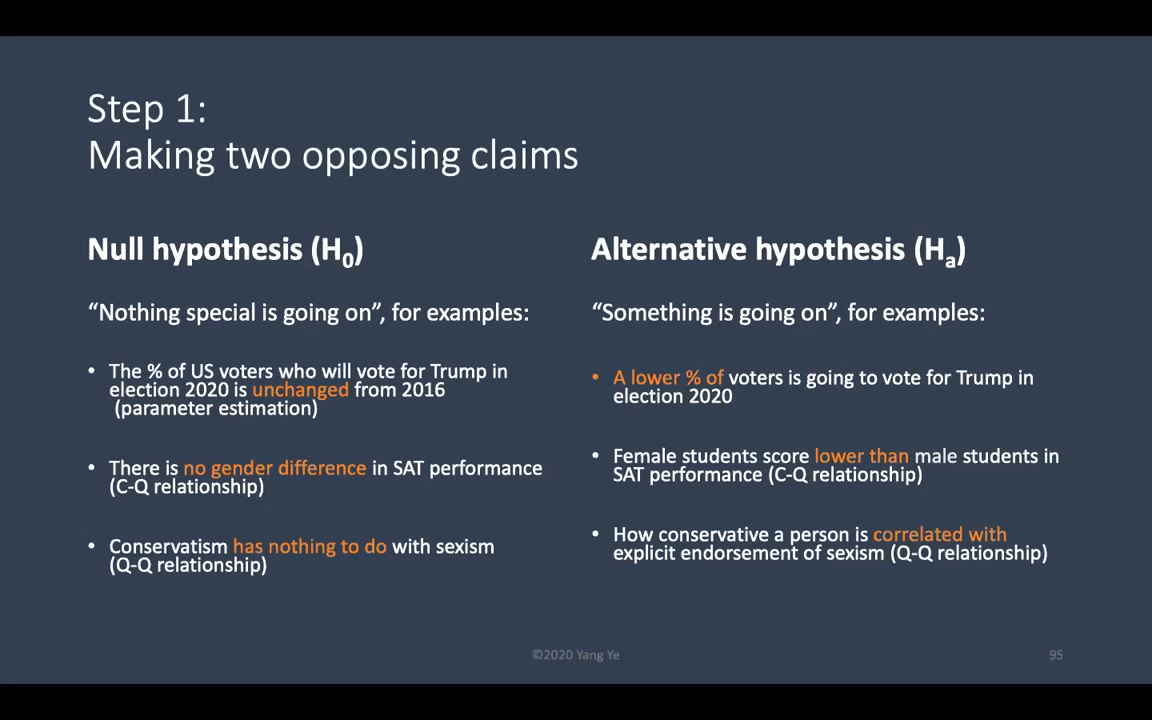 Step 1:
Making two opposing claims
Null hypothesis (H0)
“Nothing special is going on”, for examples:
• The % of US voters who will vote for Trump in
election 2020 is unchanged from 2016
(parameter estimation)
• There is no gender difference in SAT performance
(C-Q relationship)
• Conservatism has nothing to do with sexism
(Q-Q relationship)
Alternative hypothesis (Ha)
“Something is going on”, for examples:
• A lower % of voters is going to vote for Trump in
election 2020
• Female students score lower than male students in
SAT performance (C-Q relationship)
• How conservative a person is correlated with
explicit endorsement of sexism (Q-Q relationship)
©2020 Yang Ye
95